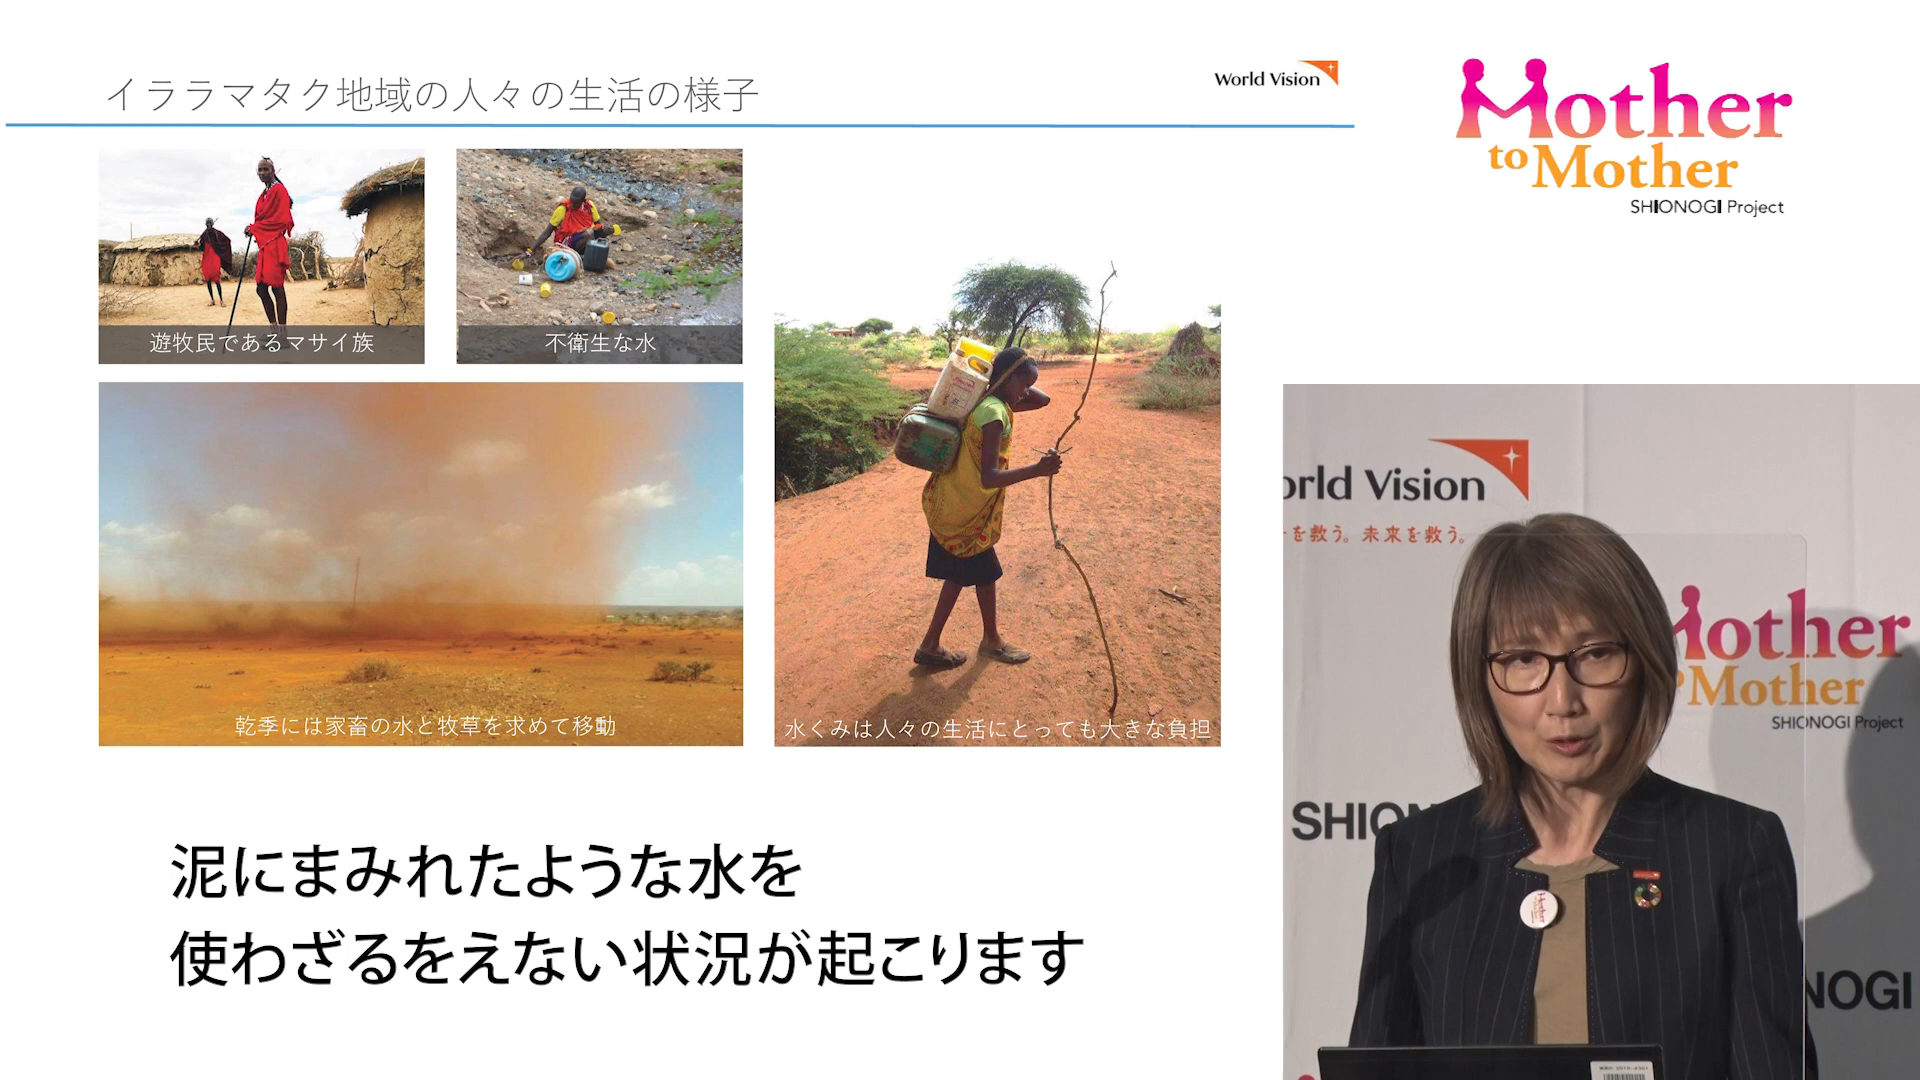 イララマタク地域の人々の生活の様子
World Vision
Mother
to Mother
SHIONOGI Project
遊牧民であるマサイ族
不衛生な水
乾季には家畜の水と牧草を求めて移動
水くみは人々の生活にとっても大きな負担
泥にまみれたような水を
使わざるをえない状況が起こります
orld Vision
を救う。未来を救う。
Mother
Mother
SHIONOGI Project
SHION
NOGI